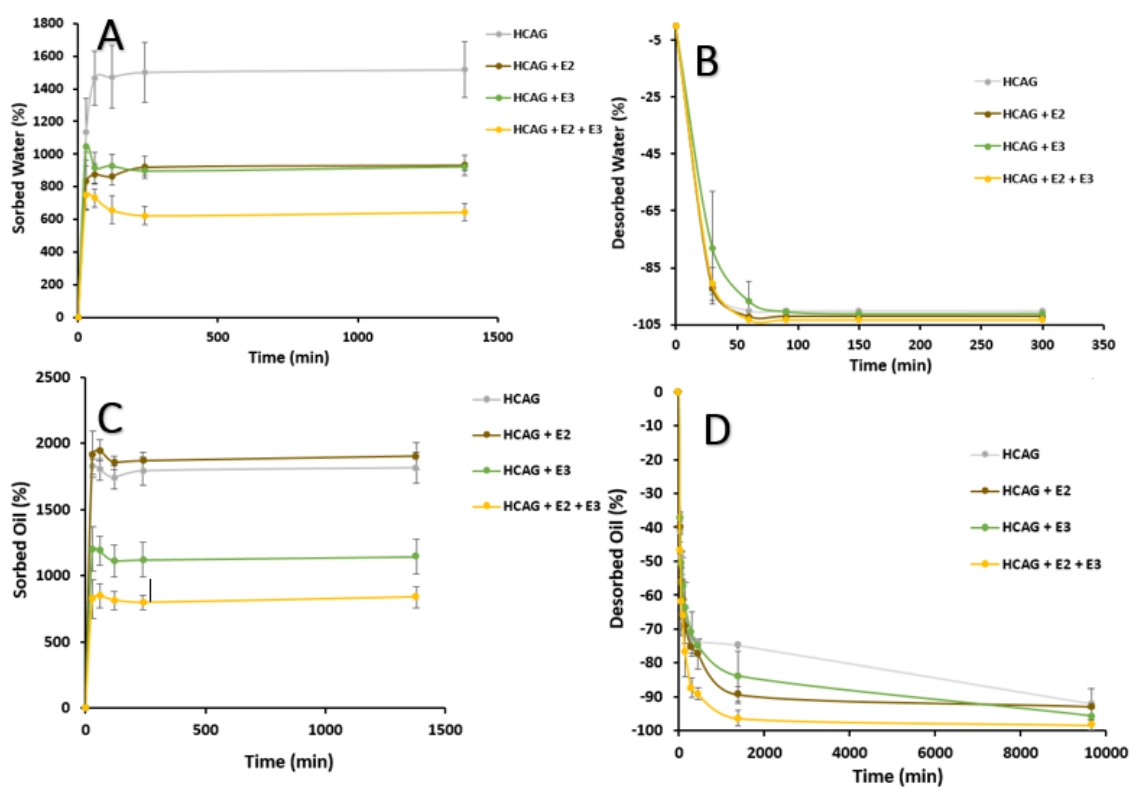 A
Sorbed Water (%)
1800
1600
1400
1200
1000
800
600
400
200
0
0
500
1000
1500
Time (min)
HCAG
HCAG + E2
HCAG + E3
HCAG + E2 + E3
B
Desorbed Water (%)
-5
-25
-45
-65
-85
-105
0
50
100
150
200
250
300
350
Time (min)
HCAG
HCAG + E2
HCAG + E3
HCAG + E2 + E3
C
Sorbed Oil (%)
2500
2000
1500
1000
500
0
0
500
1000
1500
Time (min)
HCAG
HCAG + E2
HCAG + E3
HCAG + E2 + E3
D
Desorbed Oil (%)
0
-10
-20
-30
-40
-50
-60
-70
-80
-90
-100
0
2000
4000
6000
8000
10000
Time (min)
HCAG
HCAG + E2
HCAG + E3
HCAG + E2 + E3